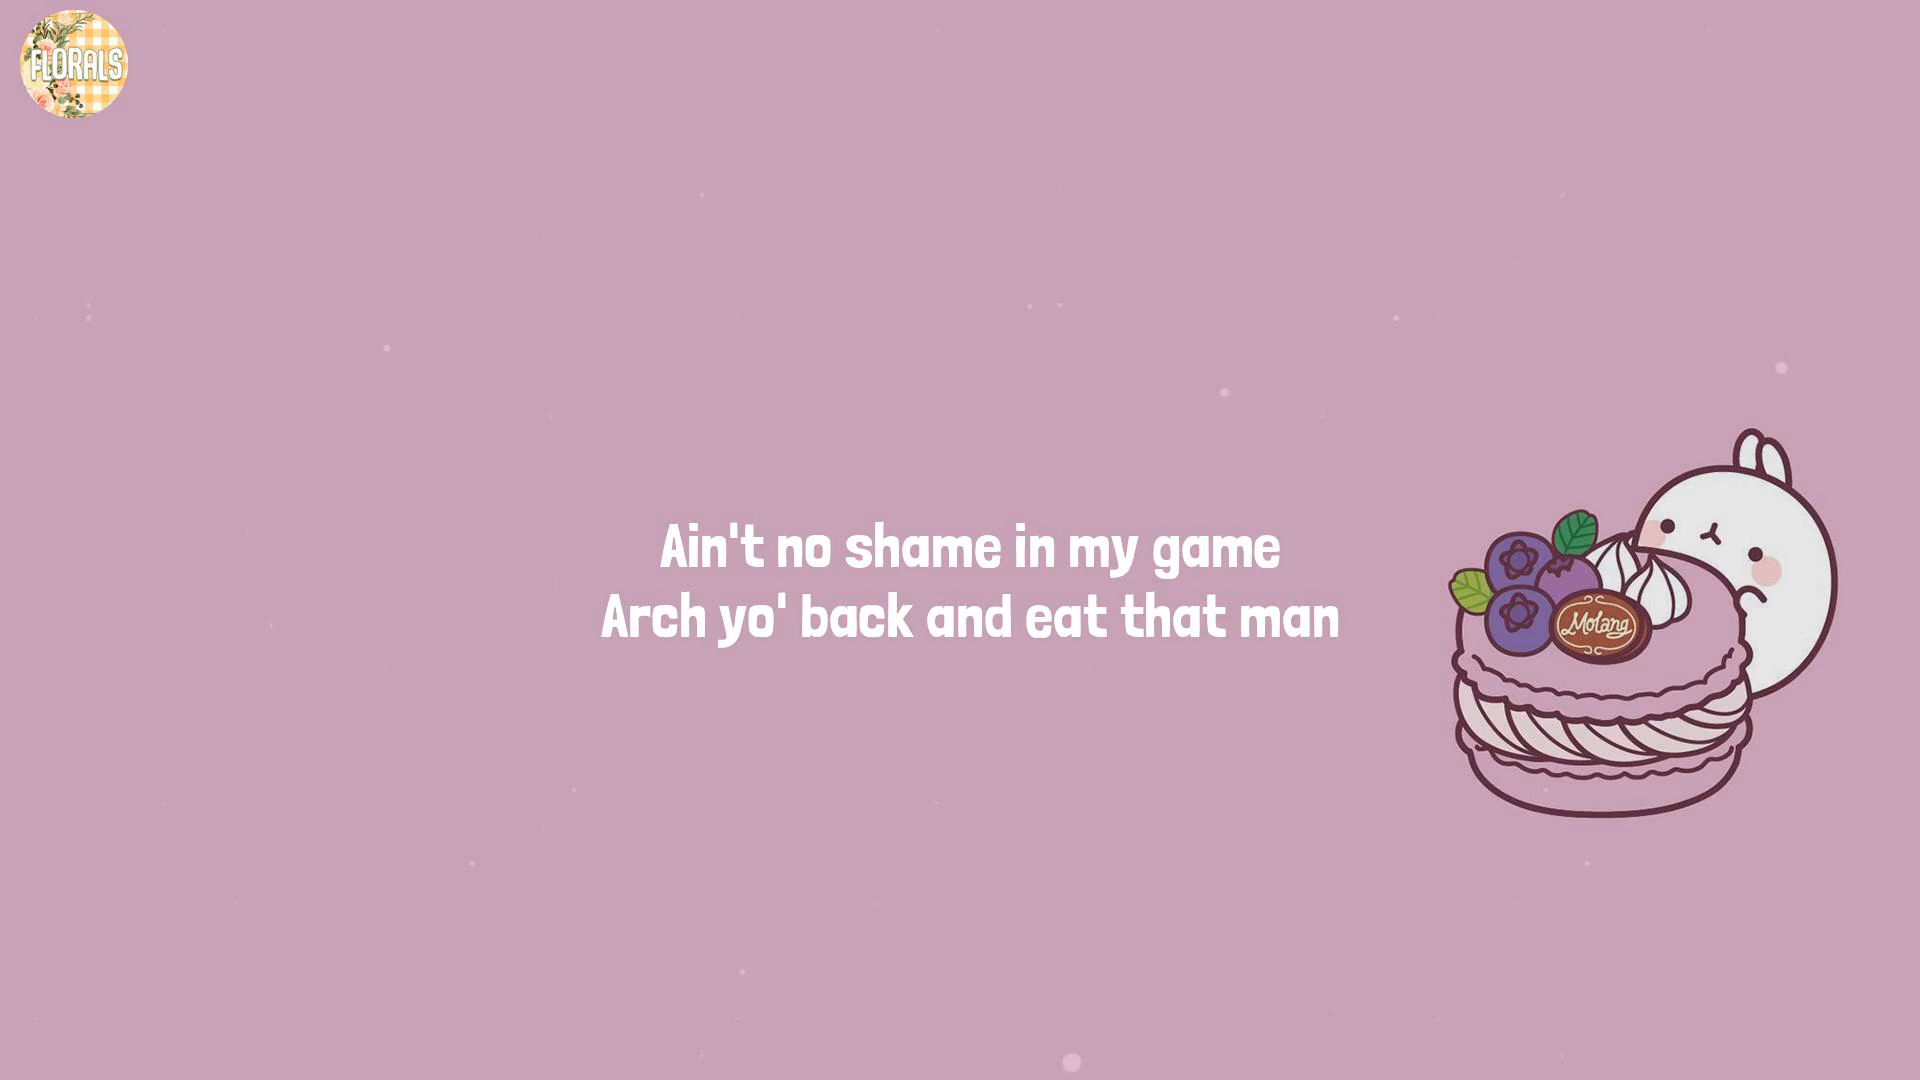 FLORALS
Ain't no shame in my game
Arch yo' back and eat that man
Molang